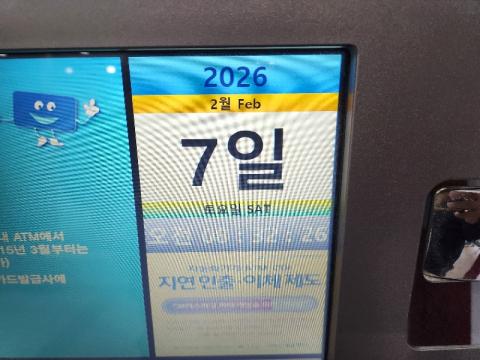 2026
2월 Feb
7일
토요일 SAT
오전
지연 인출·이체 제도
내 ATM에서
15년 3월부터는
카드발급사에